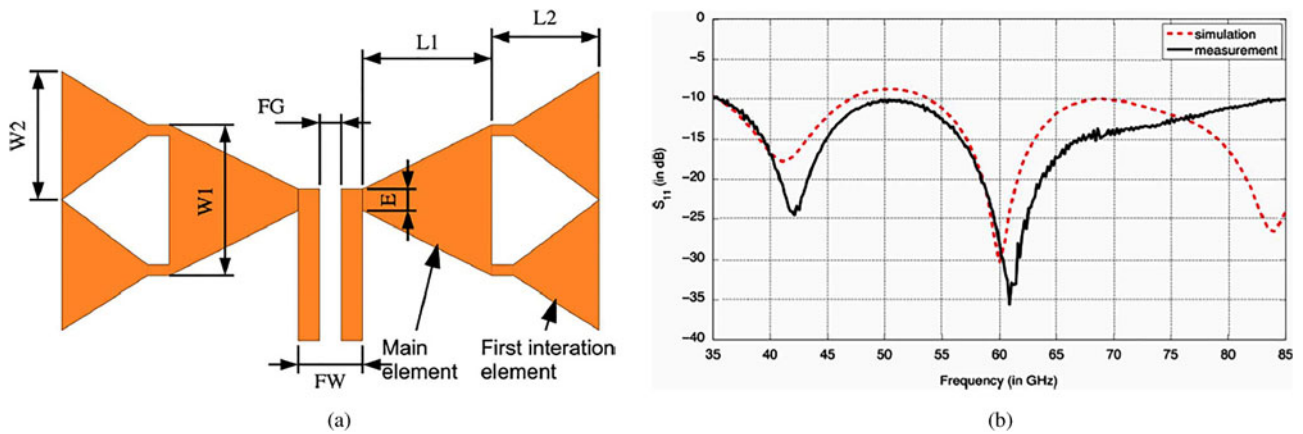 L2
L1
FG
W2
W1
E
Main
element
First interation
element
FW
(a)
simulation
measurement
0
−5
−10
−15
−20
−25
−30
−35
−40
S11 (in dB)
35 40 45 50 55 60 65 70 75 80 85
Frequency (in GHz)
(b)